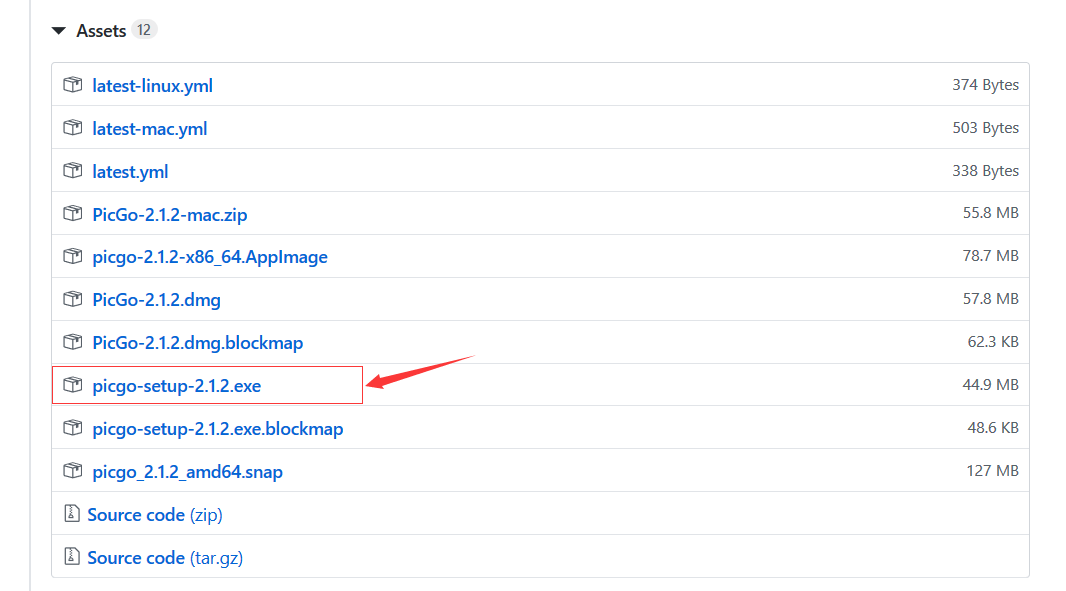 Assets 12
latest-linux.yml 374 Bytes
latest-mac.yml 503 Bytes
latest.yml 338 Bytes
PicGo-2.1.2-mac.zip 55.8 MB
picgo-2.1.2-x86_64.AppImage 78.7 MB
PicGo-2.1.2.dmg 57.8 MB
PicGo-2.1.2.dmg.blockmap 62.3 KB
picgo-setup-2.1.2.exe 44.9 MB
picgo-setup-2.1.2.exe.blockmap 48.6 KB
picgo_2.1.2_amd64.snap 127 MB
Source code (zip)
Source code (tar.gz)